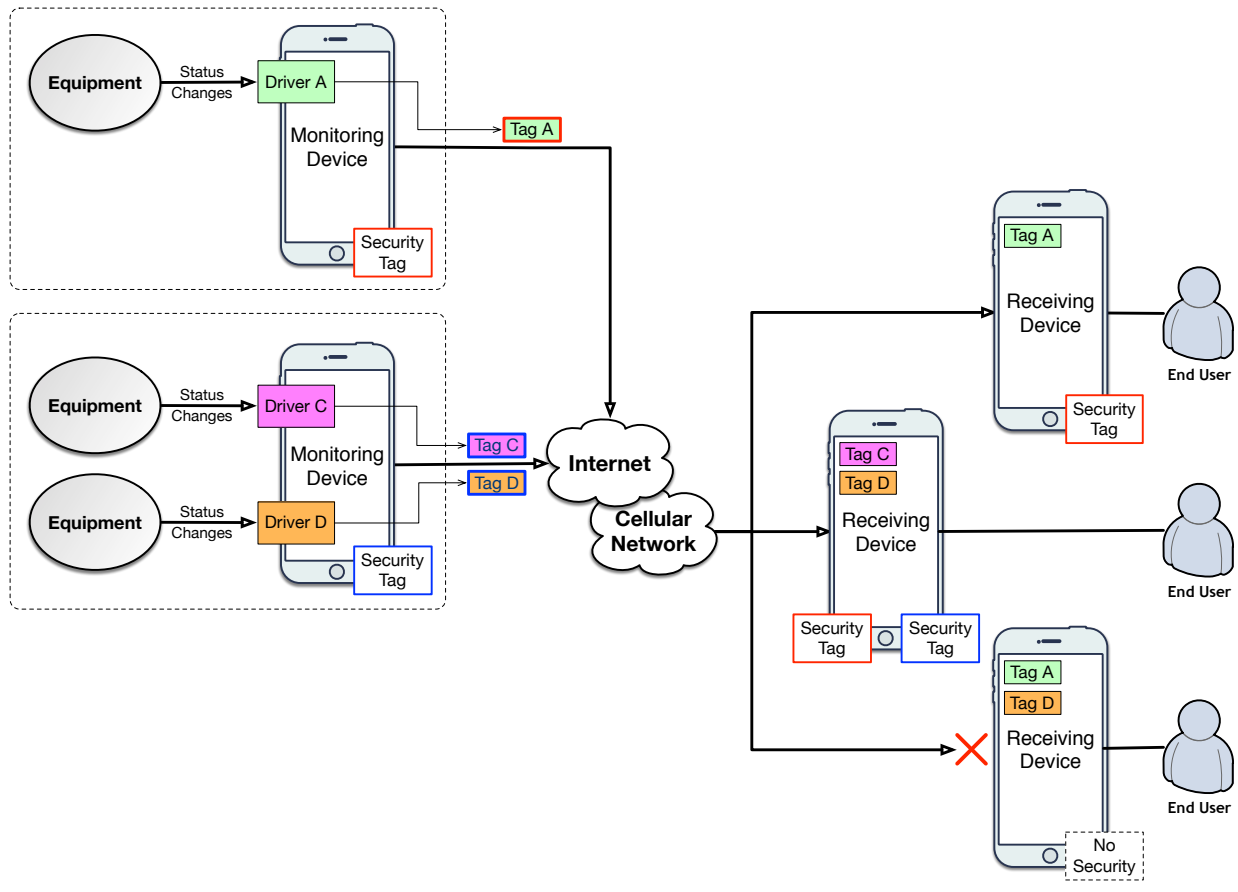 Equipment
Status
Changes
Driver A
Monitoring
Device
Tag A
Security
Tag
Equipment
Status
Changes
Driver C
Tag C
Monitoring
Device
Tag D
Equipment
Status
Changes
Driver D
Security
Tag
Internet
Cellular
Network
Tag A
Receiving
Device
End User
Security
Tag
Tag C
Tag D
Receiving
Device
End User
Security
Tag
Security
Tag
Tag A
Tag D
Receiving
Device
End User
No
Security